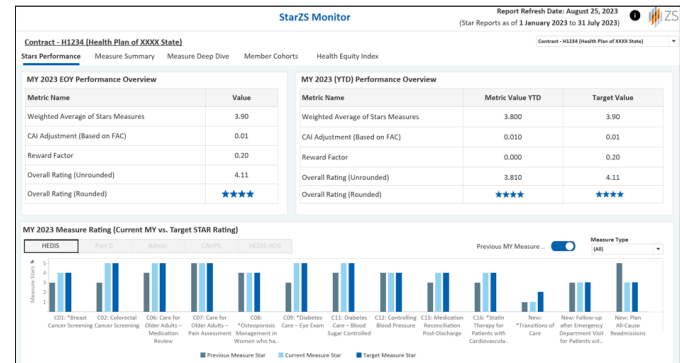 StarZS Monitor
Report Refresh Date: August 25, 2023
(Star Reports as of 1 January 2023 to 31 July 2023)
i
ZS
Contract - H1234 (Health Plan of XXXX State)
Contract - H1234 (Health Plan of XXXX State)
Stars Performance Measure Summary Measure Deep Dive Member Cohorts Health Equity Index
MY 2023 EOY Performance Overview
Metric Name Value
Weighted Average of Stars Measures 3.90
CAI Adjustment (Based on FAC) 0.01
Reward Factor 0.20
Overall Rating (Unrounded) 4.11
Overall Rating (Rounded) ★★★★
MY 2023 (YTD) Performance Overview
Metric Name Metric Value YTD Target Value
Weighted Average of Stars Measures 3.800 3.90
CAI Adjustment (Based on FAC) 0.010 0.01
Reward Factor 0.000 0.20
Overall Rating (Unrounded) 3.810 4.11
Overall Rating (Rounded) ★★★★ ★★★★
MY 2023 Measure Rating (Current MY vs. Target STAR Rating)
HEDIS Part D Admin CAHPS HEDIS-HOS
Previous MY Measure ..
Measure Type
(All)
Measure Stars
5
4
3
2
1
C01: *Breast Cancer Screening
C02: Colorectal Cancer Screening
C06: Care for Older Adults – Medication Review
C07: Care for Older Adults – Pain Assessment
C08: *Osteoporosis Management in Women who ha..
C09: *Diabetes Care – Eye Exam
C11: Diabetes Care – Blood Sugar Controlled
C12: Controlling Blood Pressure
C15: Medication Reconciliation Post-Discharge
C16: *Statin Therapy for Patients with Cardiovascula..
New: *Transitions of Care
New: Follow-up after Emergency Department Visit for Patients wit..
New: Plan All-Cause Readmissions
Previous Measure Star Current Measure Star Target Measure Star